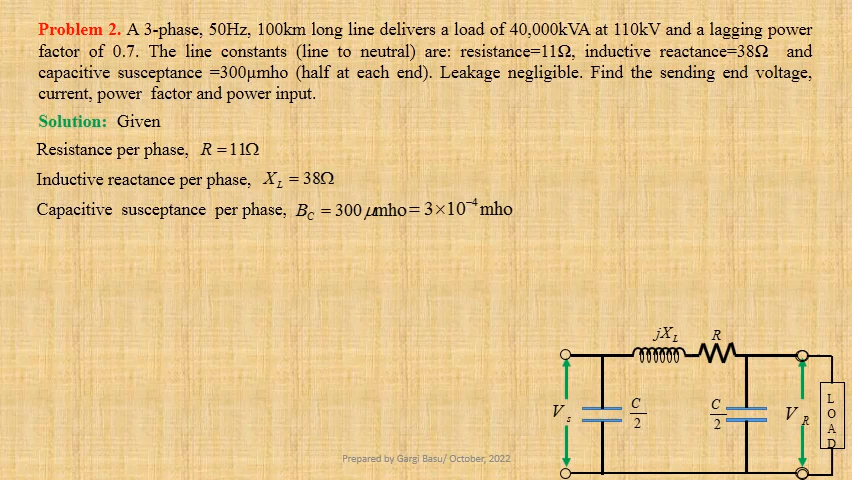 Problem 2. A 3-phase, 50Hz, 100km long line delivers a load of 40,000kVA at 110kV and a lagging power
factor of 0.7. The line constants (line to neutral) are: resistance=11Ω, inductive reactance=38Ω and
capacitive susceptance =300μmho (half at each end). Leakage negligible. Find the sending end voltage,
current, power factor and power input.
Solution: Given
Resistance per phase, R = 11Ω
Inductive reactance per phase, X_L = 38Ω
Capacitive susceptance per phase, B_C = 300 μmho = 3×10⁻⁴ mho
jX_L R
V_s C/2 C/2 V_R LOAD
Prepared by Gargi Basu/ October, 2022